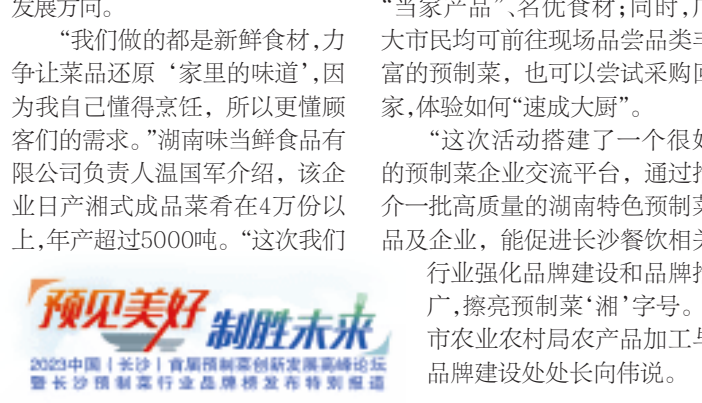 发展方向。
“我们做的都是新鲜食材,力
争让菜品还原‘家里的味道’,因
为我自己懂得烹饪，所以更懂顾
客们的需求。”湖南味当鲜食品有
限公司负责人温国军介绍，该企
业日产湘式成品菜肴在4万份以
上,年产超过5000吨。“这次我们
预见美好 制胜未来
2023中国（长沙）首届预制菜创新发展高峰论坛
暨长沙预制菜行业品牌榜发布特别报道
“当家产品”、名优食材;同时,广
大市民均可前往现场品尝品类丰
富的预制菜，也可以尝试采购回
家,体验如何“速成大厨”。
“这次活动搭建了一个很好
的预制菜企业交流平台，通过推
介一批高质量的湖南特色预制菜
品及企业，能促进长沙餐饮相关
行业强化品牌建设和品牌推
广,擦亮预制菜‘湘’字号。
市农业农村局农产品加工与
品牌建设处处长向伟说。